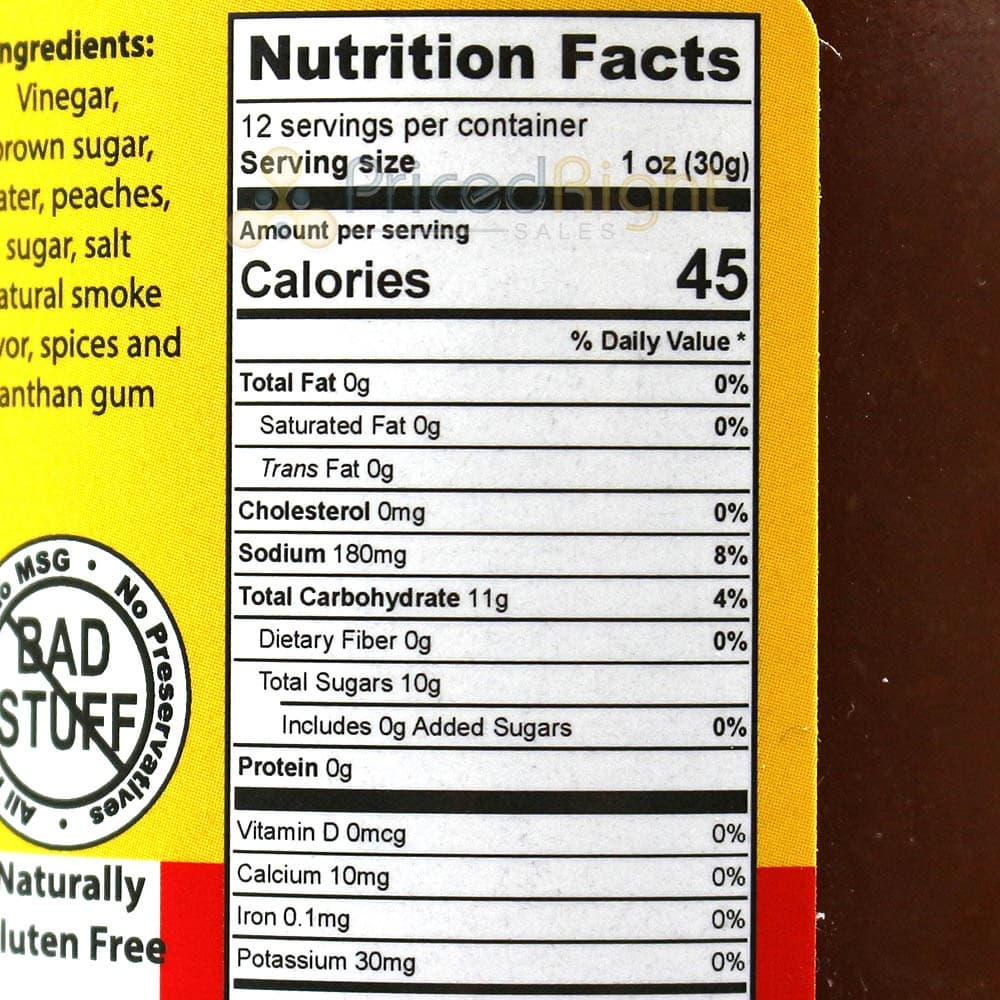 ngredients:
Vinegar,
brown sugar,
ater, peaches,
sugar, salt
atural smoke
vor, spices and
anthan gum
o MSG • No Preservatives • All
BAD
STUFF
Naturally
luten Free
Nutrition Facts
12 servings per container
Serving size 1 oz (30g)
PricedRight
SALES
Amount per serving
Calories 45
% Daily Value *
Total Fat 0g 0%
Saturated Fat 0g 0%
Trans Fat 0g
Cholesterol 0mg 0%
Sodium 180mg 8%
Total Carbohydrate 11g 4%
Dietary Fiber 0g 0%
Total Sugars 10g
Includes 0g Added Sugars 0%
Protein 0g
Vitamin D 0mcg 0%
Calcium 10mg 0%
Iron 0.1mg 0%
Potassium 30mg 0%